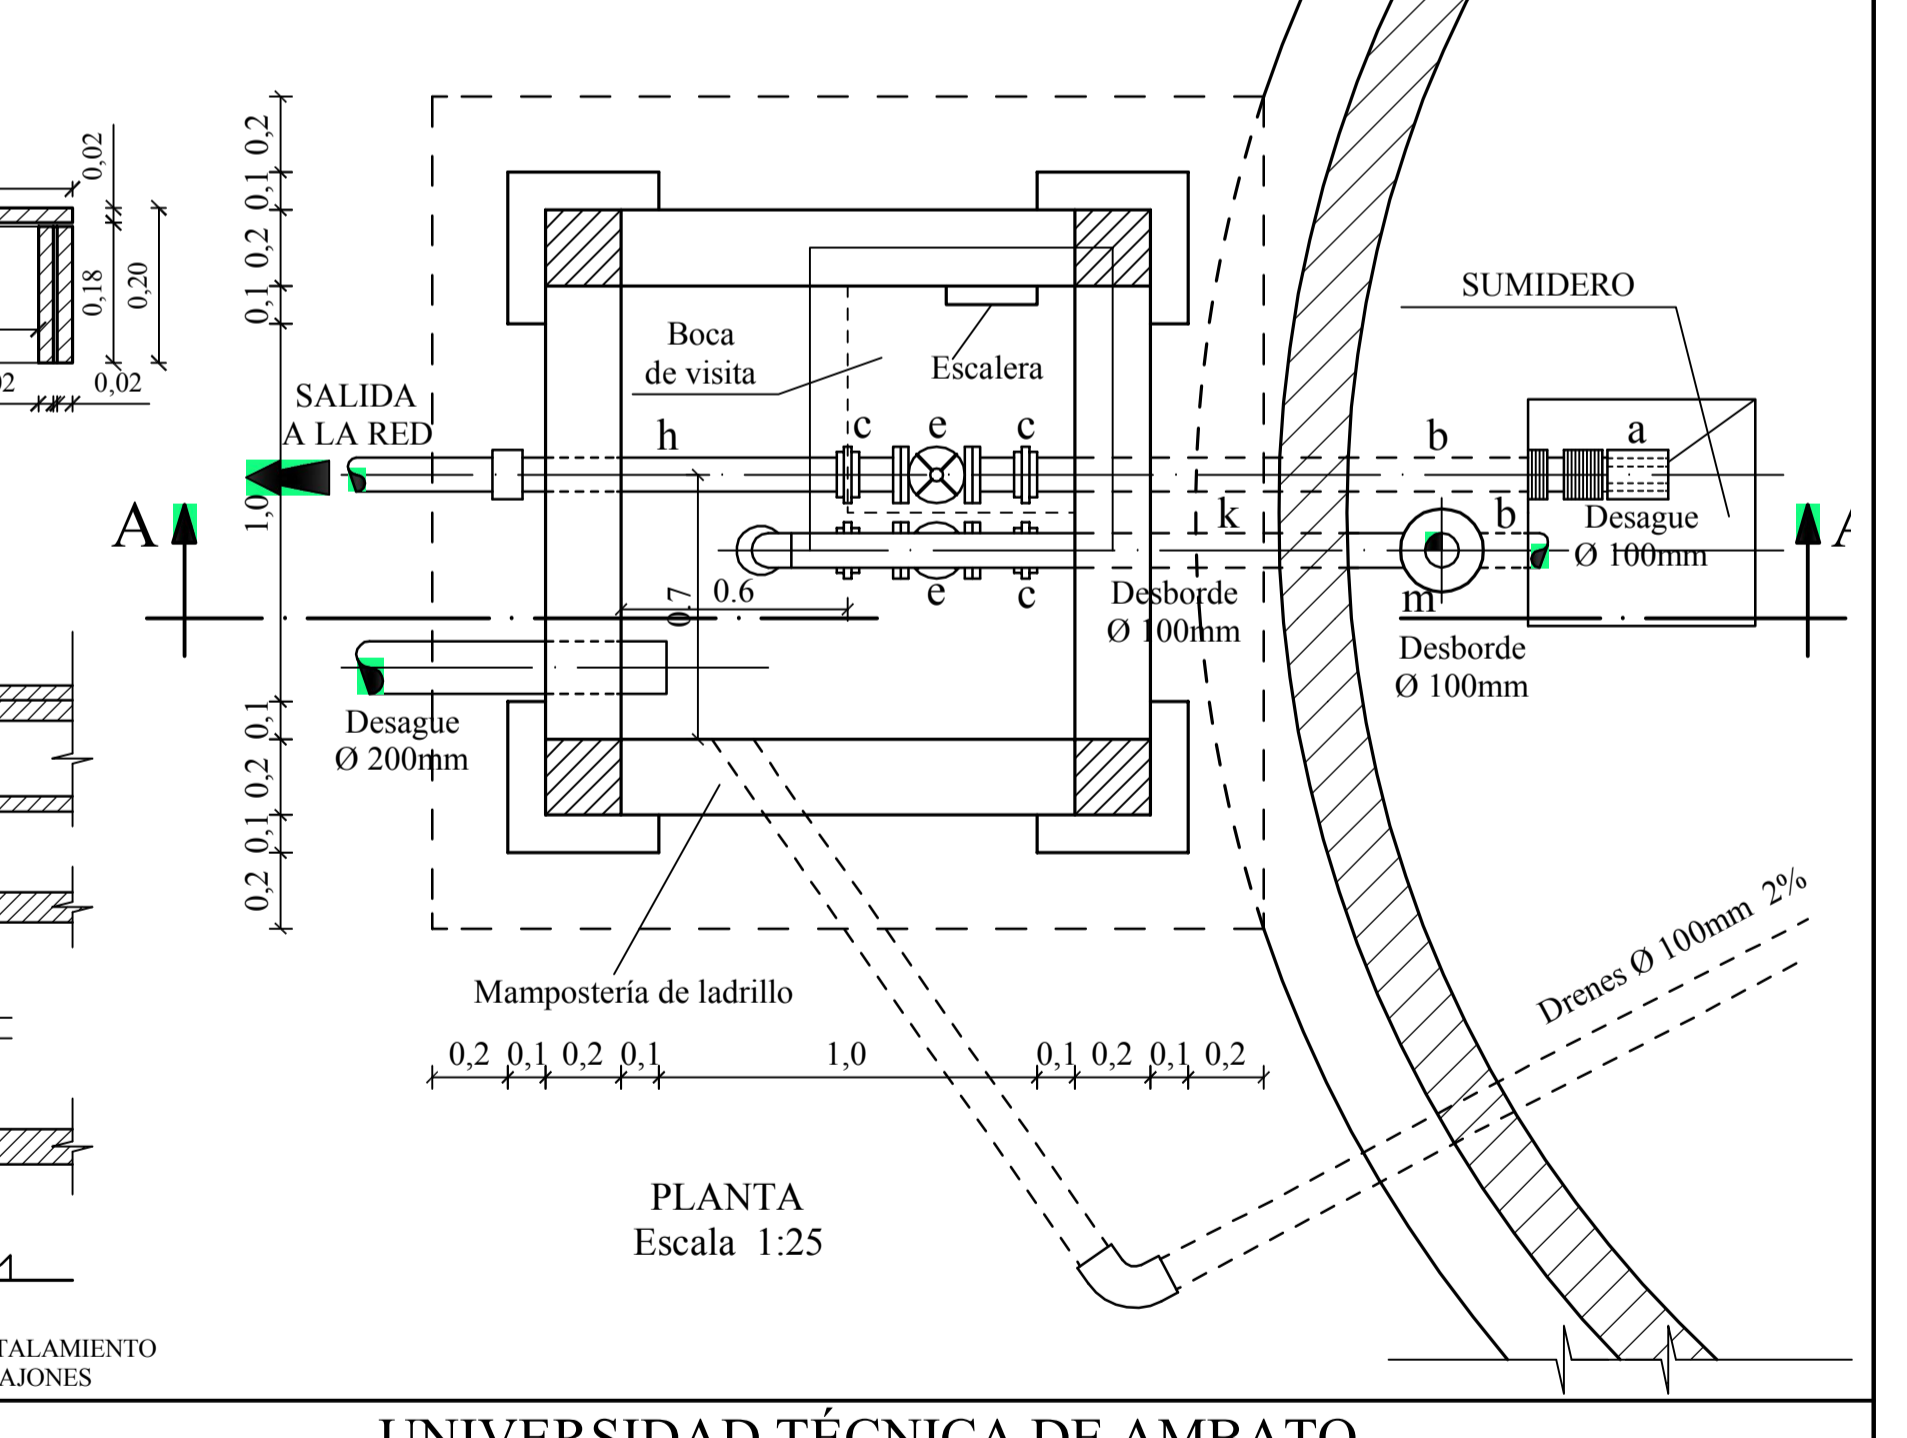 0,2
0,02
0,1
0,2
0,18
0,20
0,1
0,02
SUMIDERO
Boca
de visita
Escalera
SALIDA
A LA RED
h
c
e
c
b
a
1,0
A
k
b
Desague
Ø 100mm
0.7
0.6
e
c
Desborde
Ø 100mm
m
Desborde
Ø 100mm
0,1
Desague
Ø 200mm
0,2
0,1
0,2
Drenes Ø 100mm 2%
Mampostería de ladrillo
0,2 0,1 0,2 0,1 1,0 0,1 0,2 0,1 0,2
PLANTA
Escala 1:25
TALAMIENTO
AJONES
UNIVERSIDAD TÉCNICA DE AMBATO